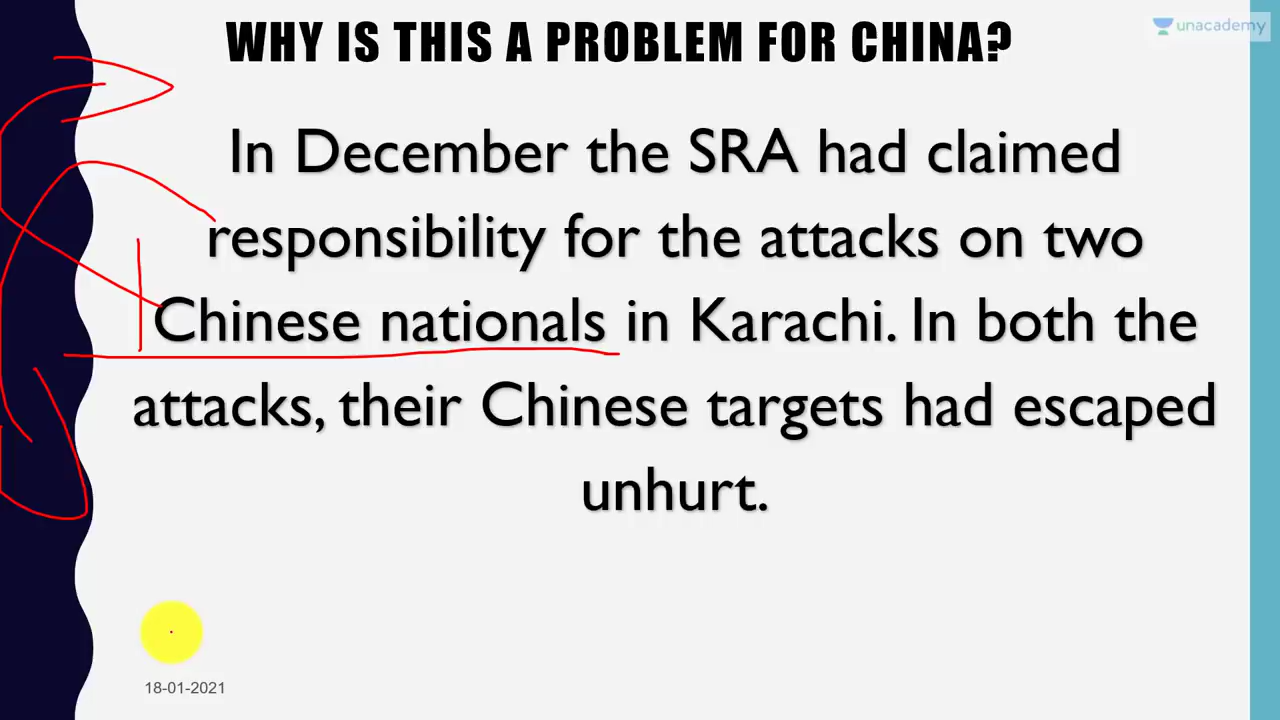 WHY IS THIS A PROBLEM FOR CHINA?
unacademy
In December the SRA had claimed
responsibility for the attacks on two
Chinese nationals in Karachi. In both the
attacks, their Chinese targets had escaped
unhurt.
18-01-2021